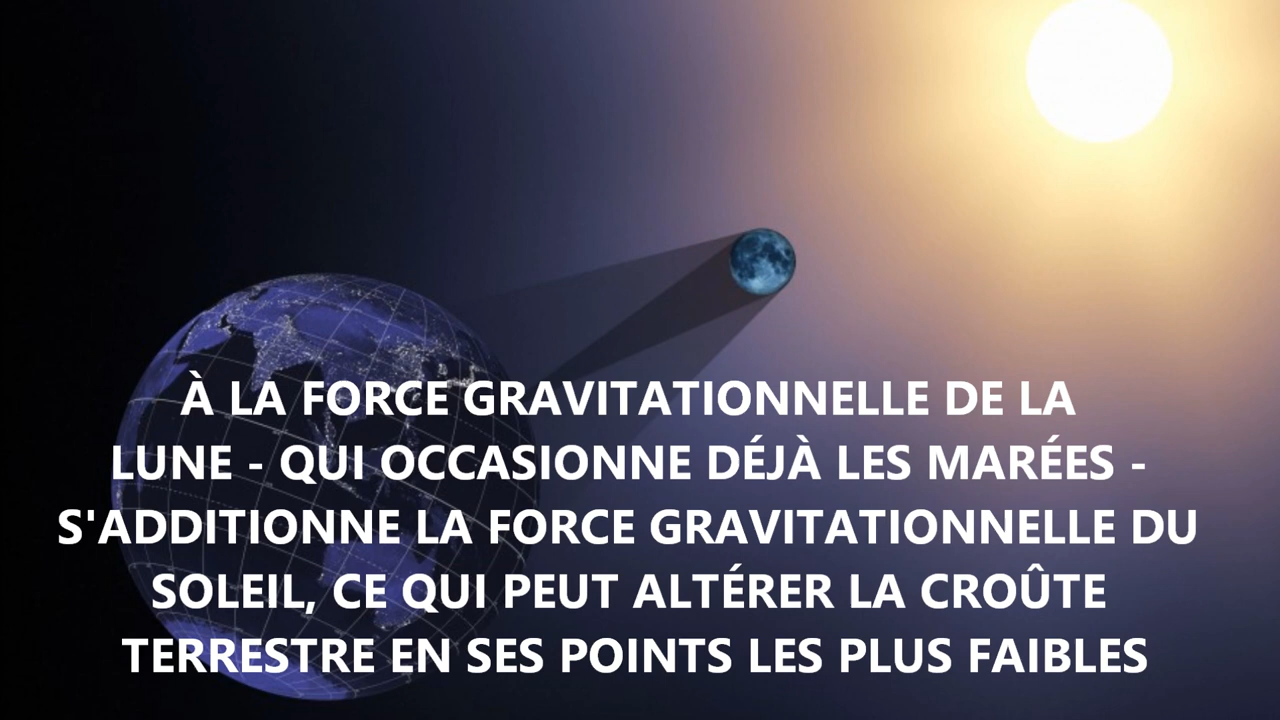 À LA FORCE GRAVITATIONNELLE DE LA
LUNE - QUI OCCASIONNE DÉJÀ LES MARÉES -
S'ADDITIONNE LA FORCE GRAVITATIONNELLE DU
SOLEIL, CE QUI PEUT ALTÉRER LA CROÛTE
TERRESTRE EN SES POINTS LES PLUS FAIBLES